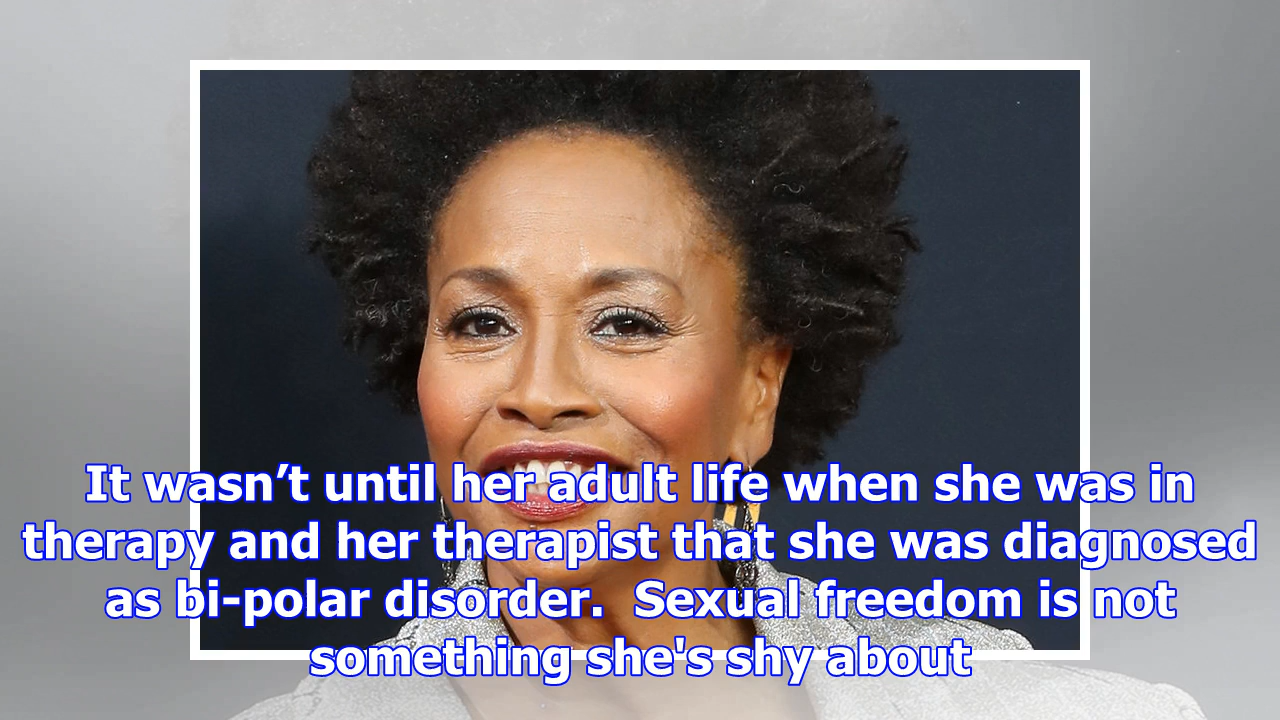 It wasn’t until her adult life when she was in
therapy and her therapist that she was diagnosed
as bi-polar disorder.  Sexual freedom is not
something she's shy about